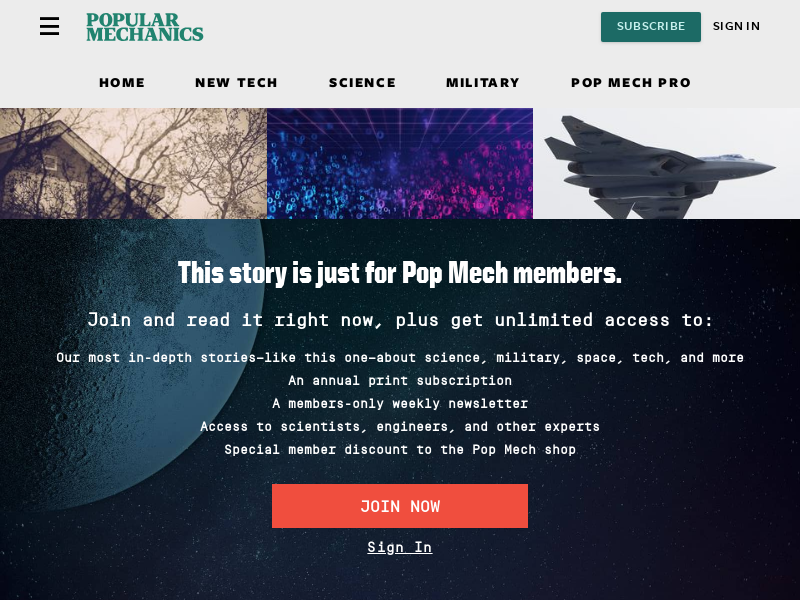 POPULAR
MECHANICS
SUBSCRIBE
SIGN IN
HOME
NEW TECH
SCIENCE
MILITARY
POP MECH PRO
This story is just for Pop Mech members.
Join and read it right now, plus get unlimited access to:
Our most in-depth stories—like this one—about science, military, space, tech, and more
An annual print subscription
A members-only weekly newsletter
Access to scientists, engineers, and other experts
Special member discount to the Pop Mech shop
JOIN NOW
Sign In